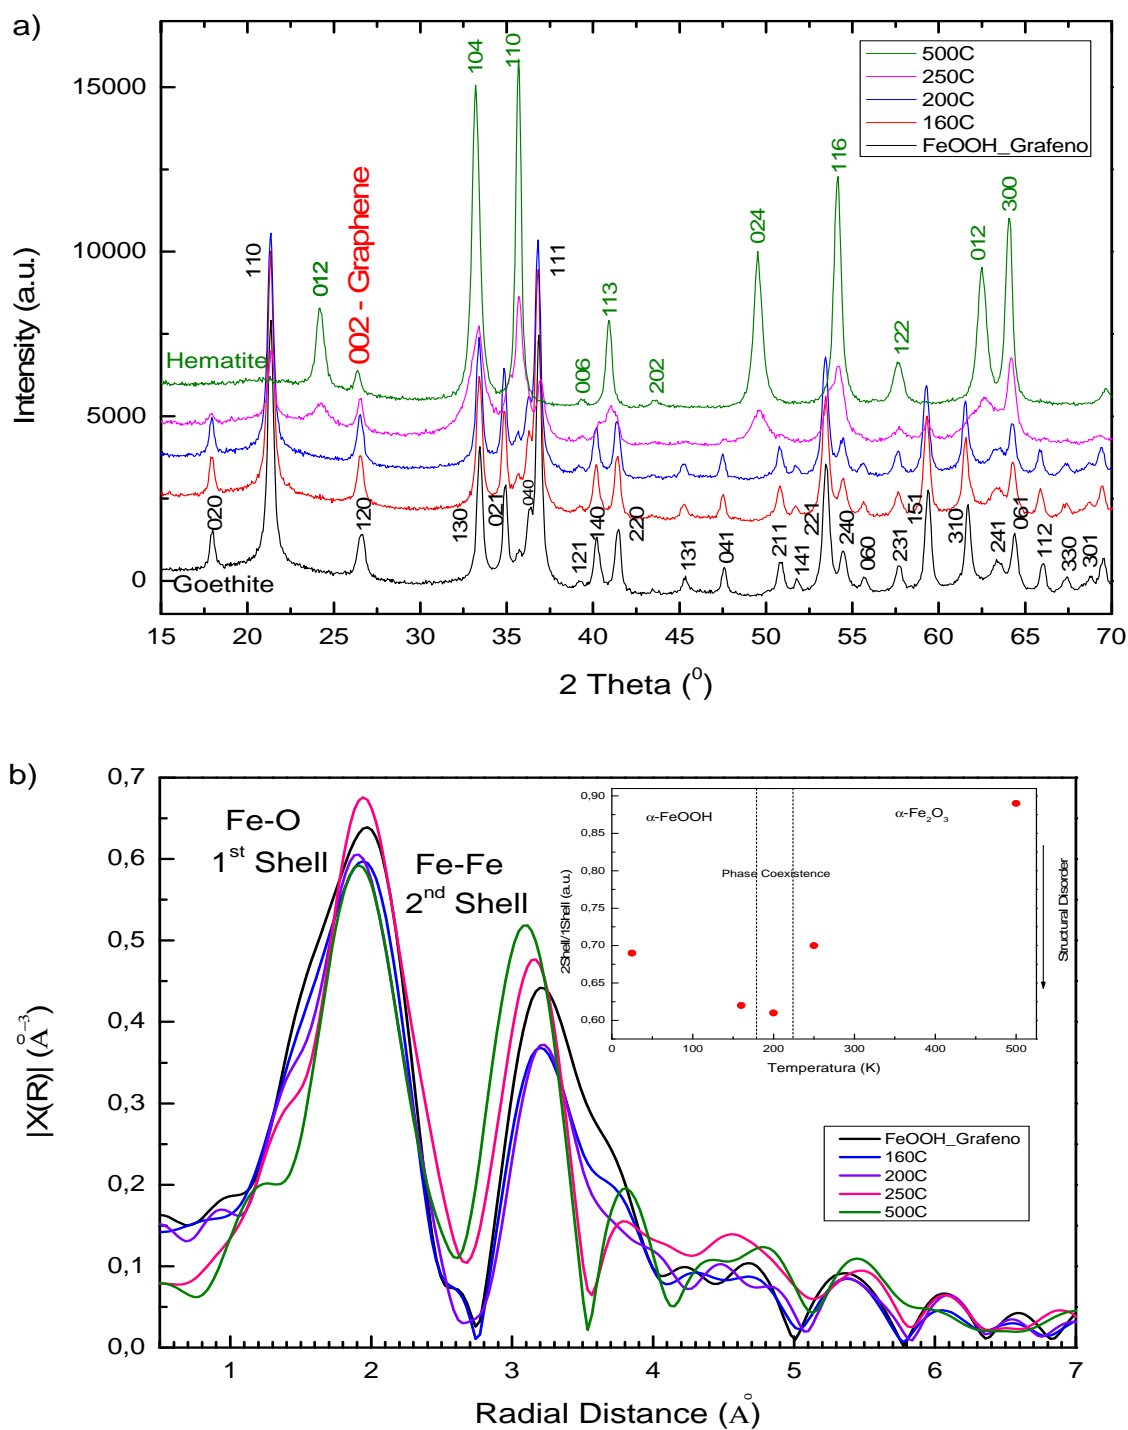 a)
15000
10000
5000
0
Intensity (a.u.)
500C
250C
200C
160C
FeOOH_Grafeno
104
110
116
024
300
012
113
122
012
006
202
002 - Graphene
110
111
Hematite
Goethite
020
120
130
021
040
121
140
220
131
041
211
141
221
240
060
231
151
310
241
061
112
330
301
15 20 25 30 35 40 45 50 55 60 65 70
2 Theta (⁰)
b)
0,7
0,6
0,5
0,4
0,3
0,2
0,1
0,0
|X(R)| (Å⁻³)
Fe-O
1st Shell
Fe-Fe
2nd Shell
0,90
0,85
0,80
0,75
0,70
0,65
0,60
2Shell/1Shell (a.u.)
α-FeOOH
α-Fe₂O₃
Phase Coexistence
Structural Disorder
0 100 200 300 400 500
Temperatura (K)
FeOOH_Grafeno
160C
200C
250C
500C
1 2 3 4 5 6 7
Radial Distance (Å)